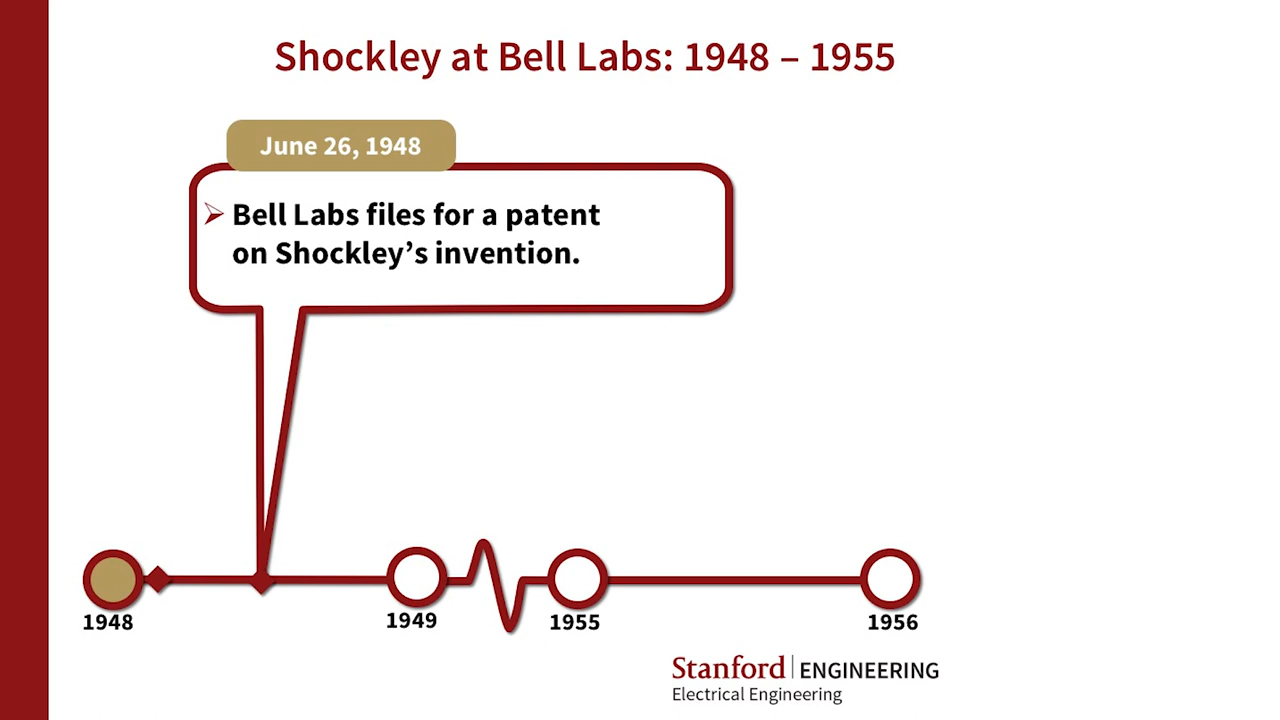 Shockley at Bell Labs: 1948 – 1955
June 26, 1948
Bell Labs files for a patent
on Shockley’s invention.
1948
1949
1955
1956
Stanford ENGINEERING
Electrical Engineering